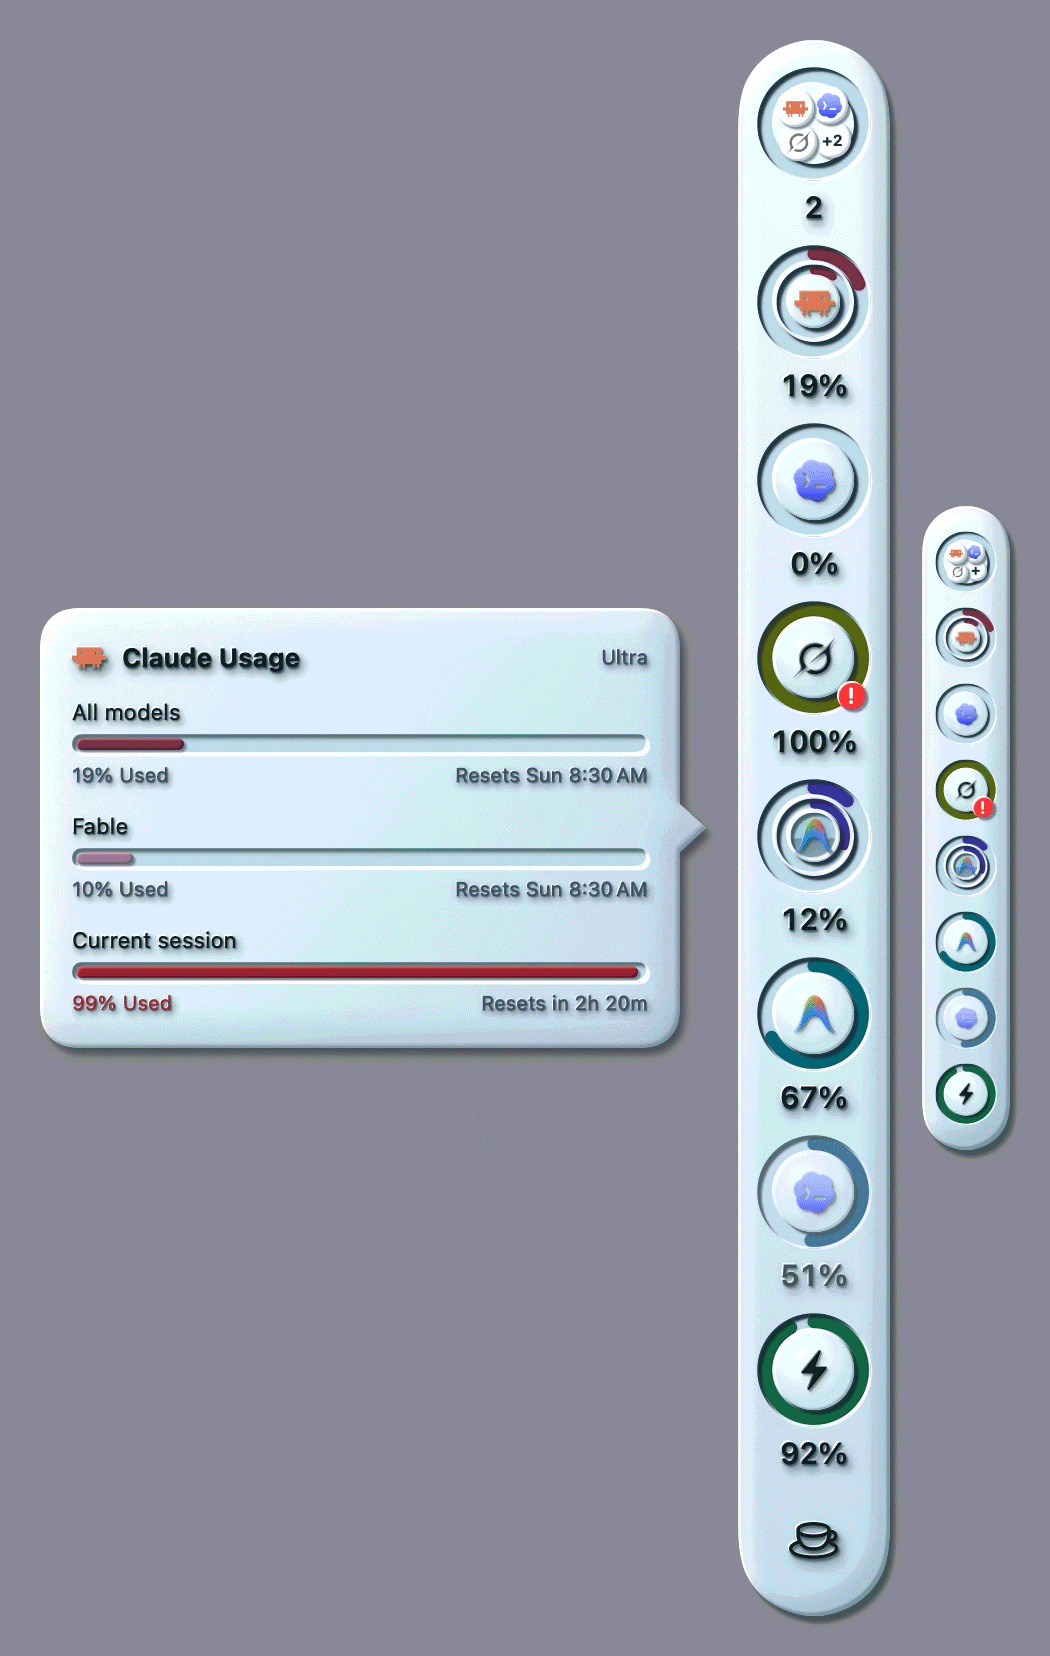 Claude Usage
Ultra
All models
19% Used
Resets Sun 8:30 AM
Fable
10% Used
Resets Sun 8:30 AM
Current session
99% Used
Resets in 2h 20m
+2
2
19%
0%
!
100%
12%
67%
51%
92%
+
!